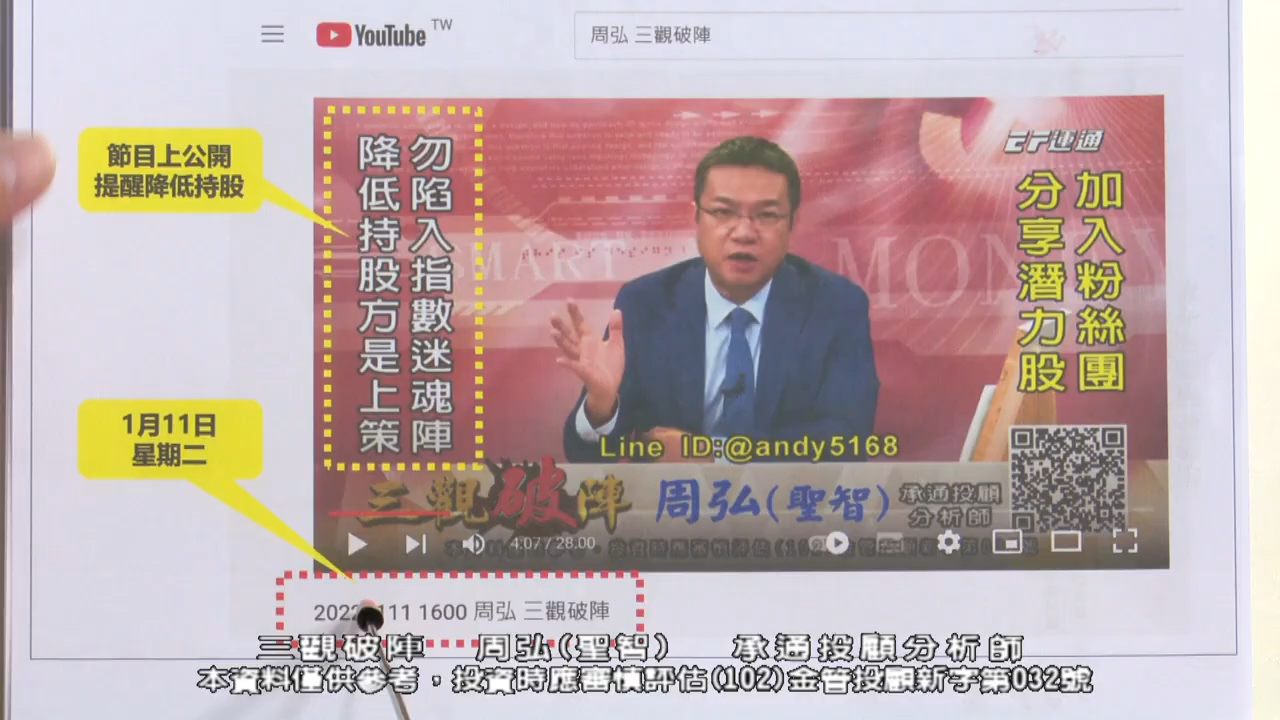 YouTube TW
周弘 三觀破陣
節目上公開
提醒降低持股
勿陷入指數迷魂陣
降低持股方是上策
運通
加入粉絲團
分享潛力股
SMART
MONEY
1月11日
星期二
Line ID:@andy5168
三觀破陣
周弘(聖智)
承通投顧
分析師
4:07 / 28:00
2022 111 1600 周弘 三觀破陣
三觀破陣 周弘(聖智) 承通投顧分析師
本資料僅供參考，投資時應審慎評估(102)金管投顧新字第032號